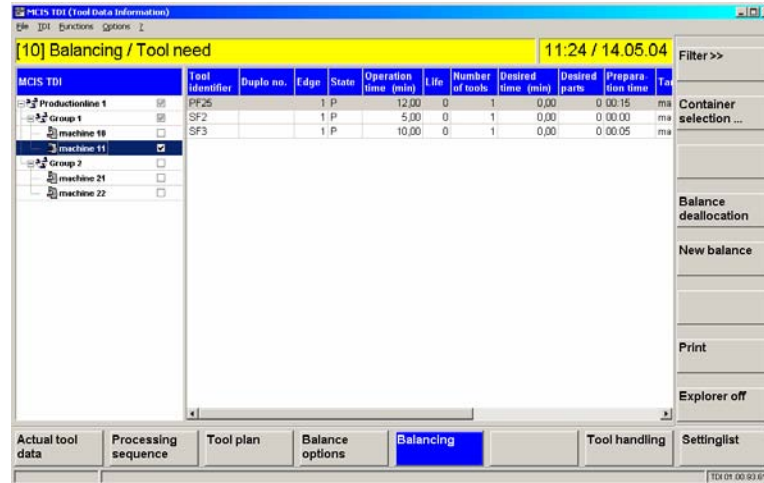 MCIS TDI (Tool Data Information)
File TDI Functions Options ?
[10] Balancing / Tool need
11:24 / 14.05.04
MCIS TDI
Productionline 1
Group 1
machine 10
machine 11
Group 2
machine 21
machine 22
Tool identifier Duplo no. Edge State Operation time (min) Life Number of tools Desired time (min) Desired parts Prepara-tion time Tar
PF25 1 P 12,00 0 1 0,00 0 00:15 ma
SF2 1 P 5,00 0 1 0,00 0 00:00 ma
SF3 1 P 10,00 0 1 0,00 0 00:05 ma
Filter >>
Container
selection ...
Balance
deallocation
New balance
Print
Explorer off
Actual tool
data
Processing
sequence
Tool plan
Balance
options
Balancing
Tool handling
Settinglist